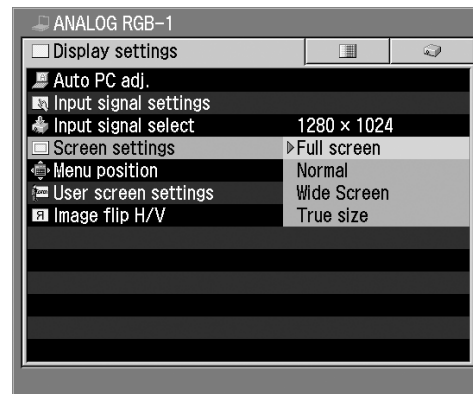 ANALOG RGB-1
Display settings
Auto PC adj.
Input signal settings
Input signal select 1280 × 1024
Screen settings Full screen
Menu position Normal
User screen settings Wide Screen
Image flip H/V True size